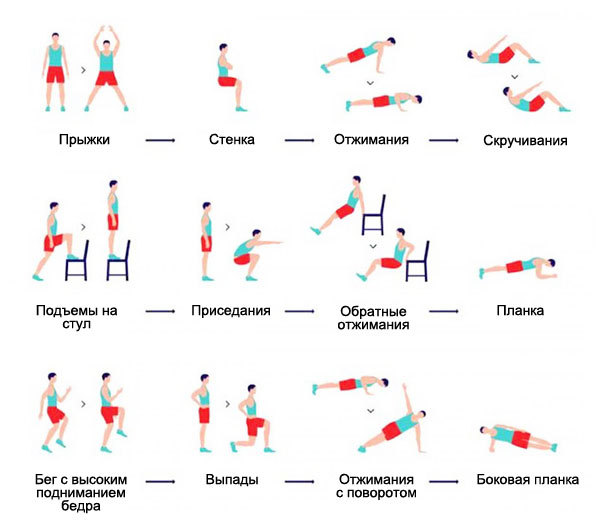 Прыжки
Стенка
Отжимания
Скручивания
Подъемы на
стул
Приседания
Обратные
отжимания
Планка
Бег с высоким
подниманием
бедра
Выпады
Отжимания
с поворотом
Боковая планка